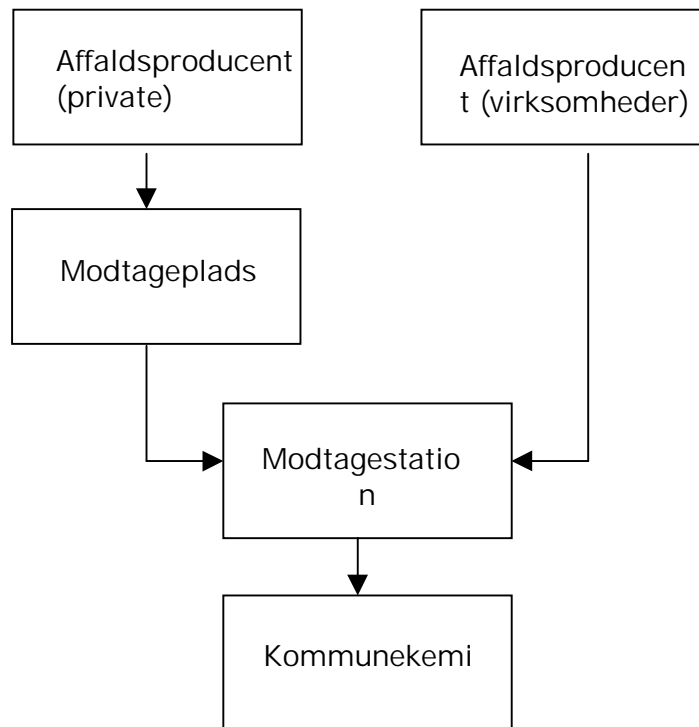 Affaldsproducent
(private)
Affaldsproducen
t (virksomheder)
Modtageplads
Modtagestatio
n
Kommunekemi